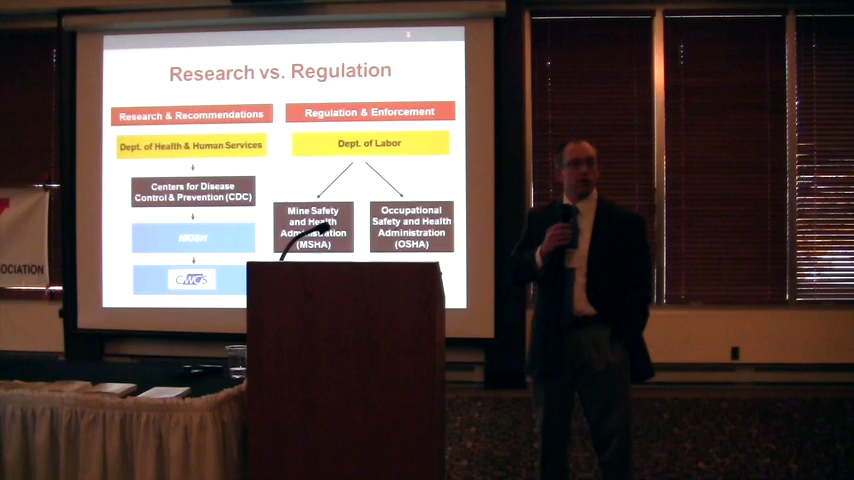 3
Research vs. Regulation
Research & Recommendations
Regulation & Enforcement
Dept. of Health & Human Services
Dept. of Labor
Centers for Disease
Control & Prevention (CDC)
Mine Safety
and Health
Administration
(MSHA)
Occupational
Safety and Health
Administration
(OSHA)
NIOSH
CWCS
OCIATION